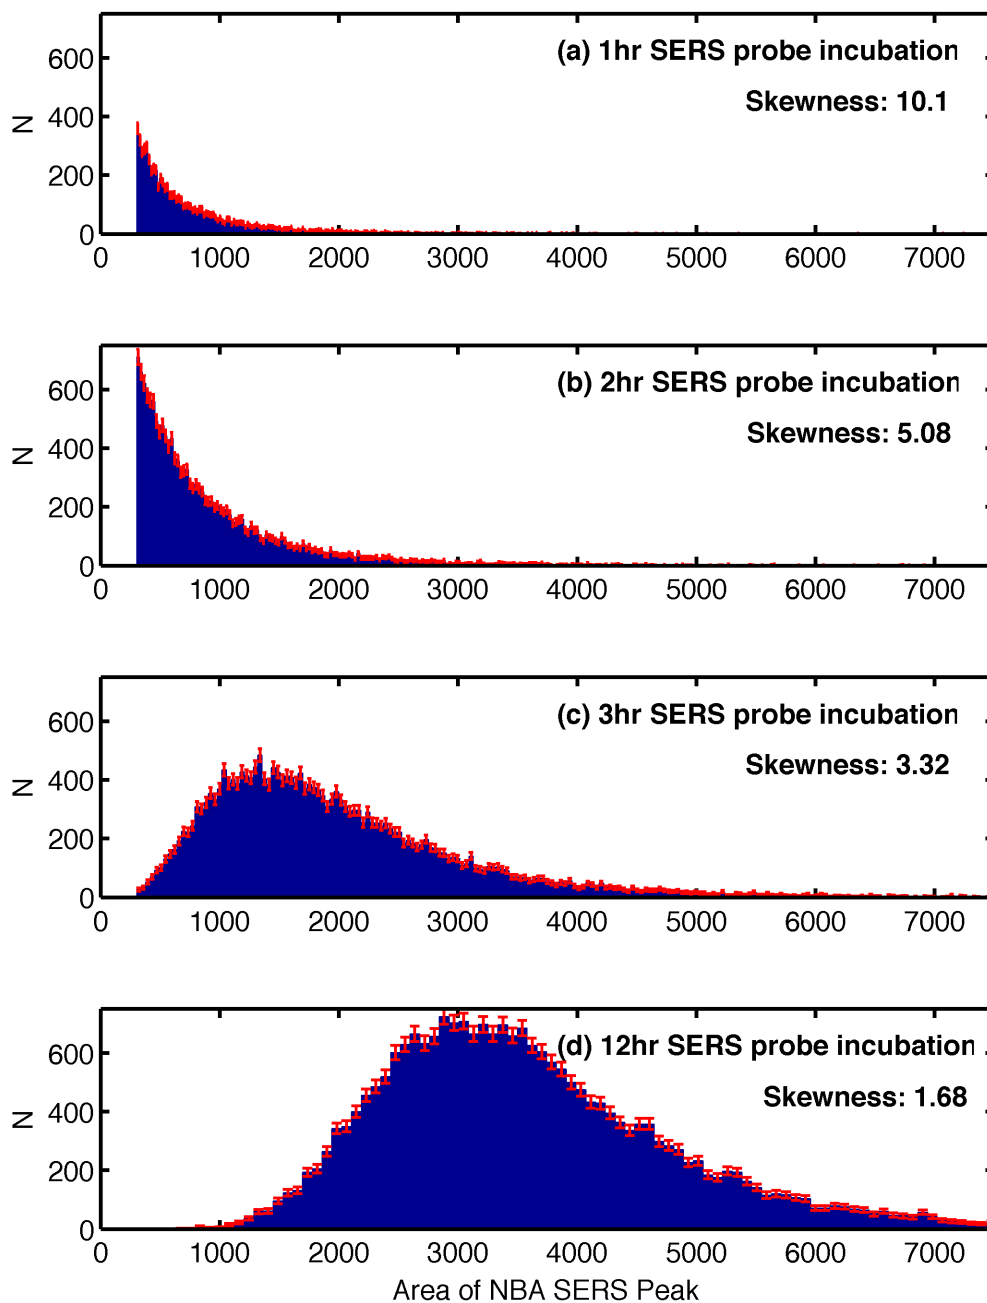 (a) 1hr SERS probe incubation
Skewness: 10.1
N
600
400
200
0
0 1000 2000 3000 4000 5000 6000 7000
(b) 2hr SERS probe incubation
Skewness: 5.08
N
600
400
200
0
0 1000 2000 3000 4000 5000 6000 7000
(c) 3hr SERS probe incubation
Skewness: 3.32
N
600
400
200
0
0 1000 2000 3000 4000 5000 6000 7000
(d) 12hr SERS probe incubation
Skewness: 1.68
N
600
400
200
0
0 1000 2000 3000 4000 5000 6000 7000
Area of NBA SERS Peak